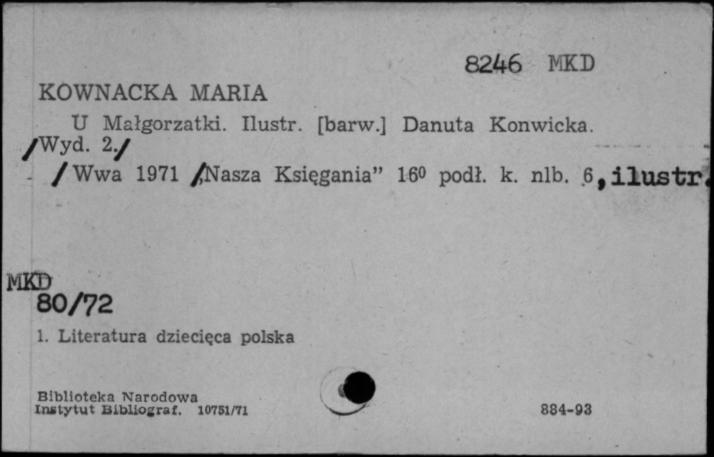 8246 MKD
KOWNACKA MARIA
U Małgorzatki. Ilustr. [barw.] Danuta Konwicka.
/Wyd. 2./
/Wwa 1971 /„Nasza Księgania” 16⁰ podł. k. nlb. 6, ilustr.
MKD
80/72
1. Literatura dziecięca polska
Biblioteka Narodowa
Instytut Bibliograf. 10751/71
884-93